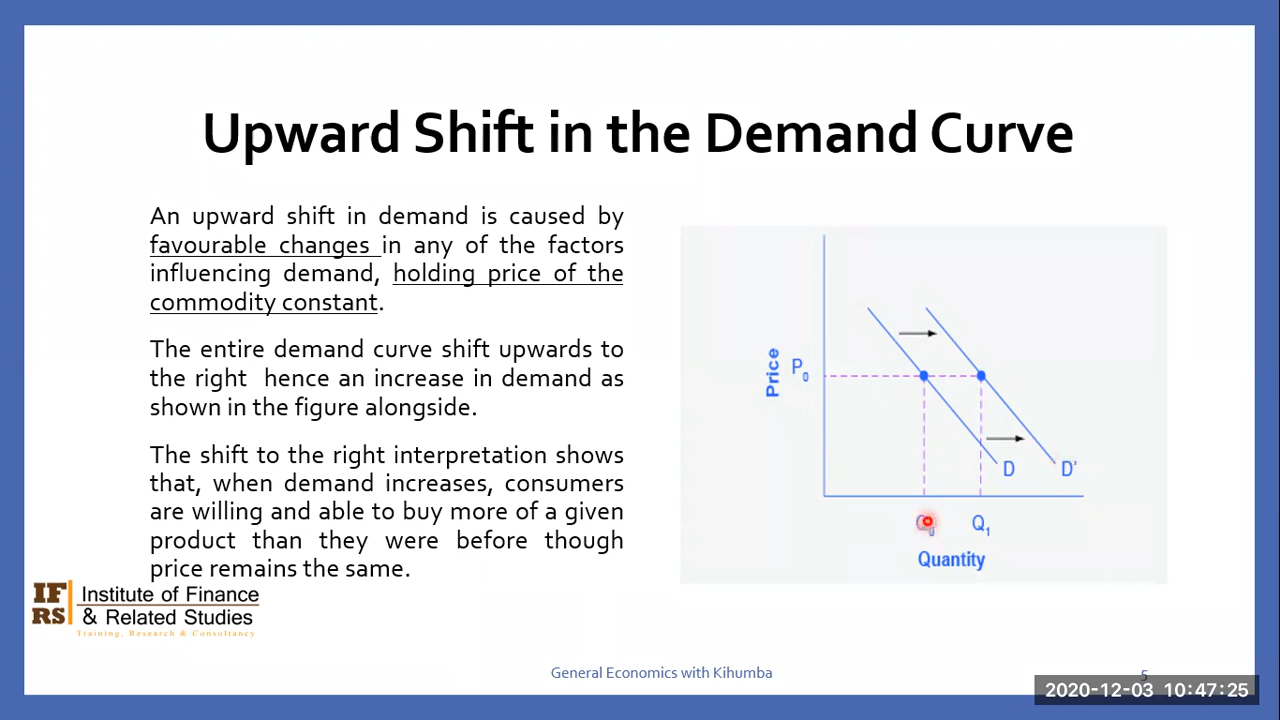 Upward Shift in the Demand Curve
An upward shift in demand is caused by
favourable changes in any of the factors
influencing demand, holding price of the
commodity constant.
The entire demand curve shift upwards to
the right hence an increase in demand as
shown in the figure alongside.
The shift to the right interpretation shows
that, when demand increases, consumers
are willing and able to buy more of a given
product than they were before though
price remains the same.
Price
P0
D
D'
Q1
Quantity
IF
RS
Institute of Finance
& Related Studies
Training, Research & Consultancy
General Economics with Kihumba
5
2020-12-03 10:47:25